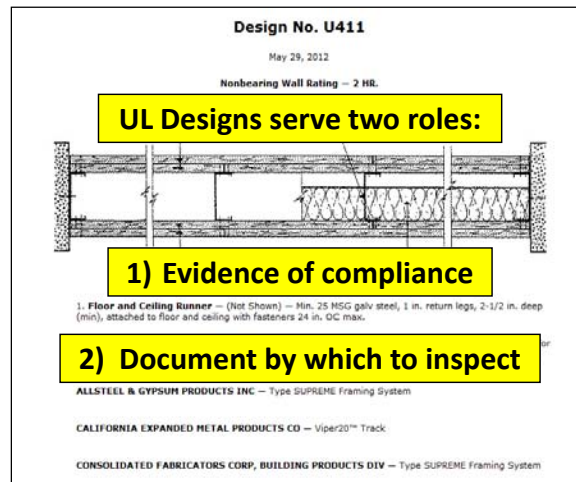 Design No. U411
May 29, 2012
Nonbearing Wall Rating — 2 HR.
UL Designs serve two roles:
1) Evidence of compliance
1. Floor and Ceiling Runner — (Not Shown) — Min. 25 MSG galv steel, 1 in. return legs, 2-1/2 in. deep
(min), attached to floor and ceiling with fasteners 24 in. OC max.
or
2) Document by which to inspect
ALLSTEEL & GYPSUM PRODUCTS INC — Type SUPREME Framing System
CALIFORNIA EXPANDED METAL PRODUCTS CO — Viper20™ Track
CONSOLIDATED FABRICATORS CORP, BUILDING PRODUCTS DIV — Type SUPREME Framing System